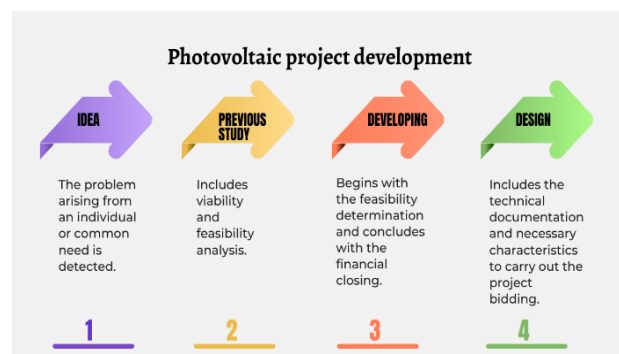 Photovoltaic project development
IDEA
PREVIOUS
STUDY
DEVELOPING
DESIGN
The problem
arising from
an individual
or common
need is
detected.
Includes
viability
and
feasibility
analysis.
Begins with
the feasibility
determination
and concludes
with the
financial
closing.
Includes the
technical
documentation
and necessary
characteristics
to carry out the
project
bidding.
1
2
3
4